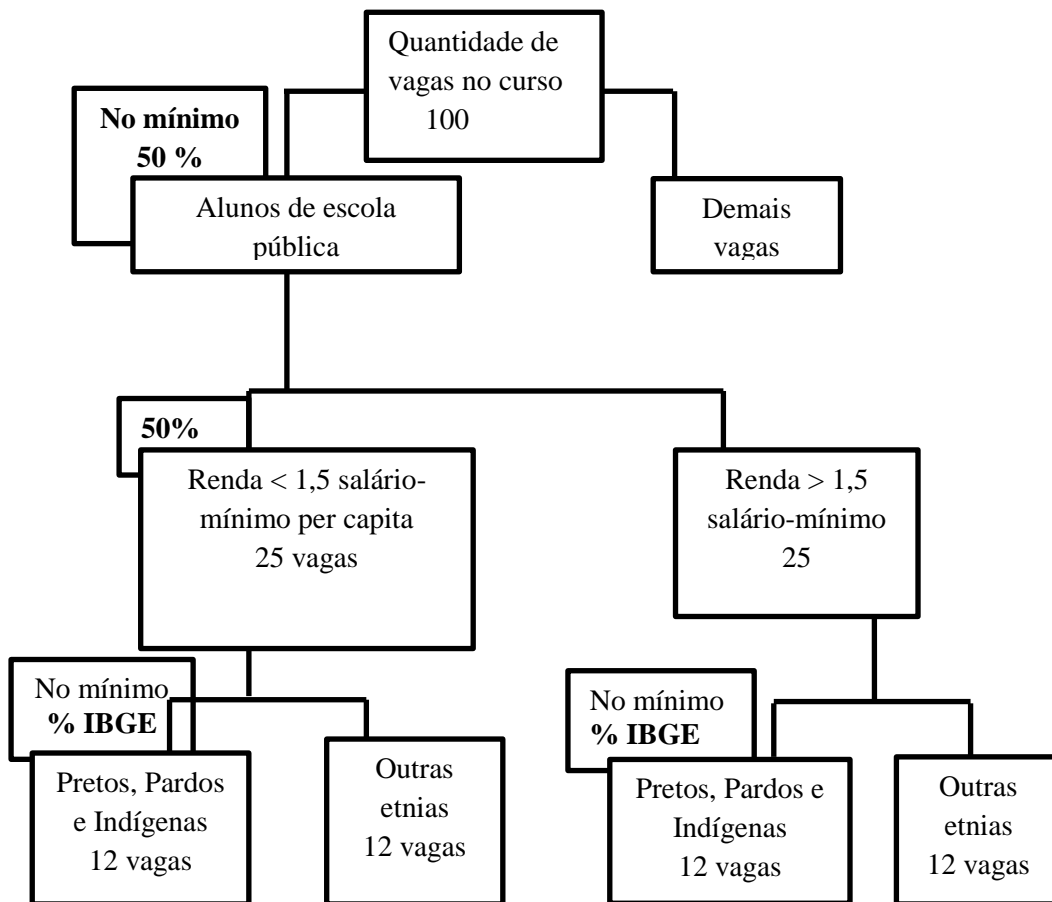 Quantidade de
vagas no curso
100
No mínimo
50 %
Alunos de escola
pública
Demais
vagas
50%
Renda < 1,5 salário-
mínimo per capita
25 vagas
Renda > 1,5
salário-mínimo
25
No mínimo
% IBGE
Pretos, Pardos
e Indígenas
12 vagas
Outras
etnias
12 vagas
No mínimo
% IBGE
Pretos, Pardos e
Indígenas
12 vagas
Outras
etnias
12 vagas